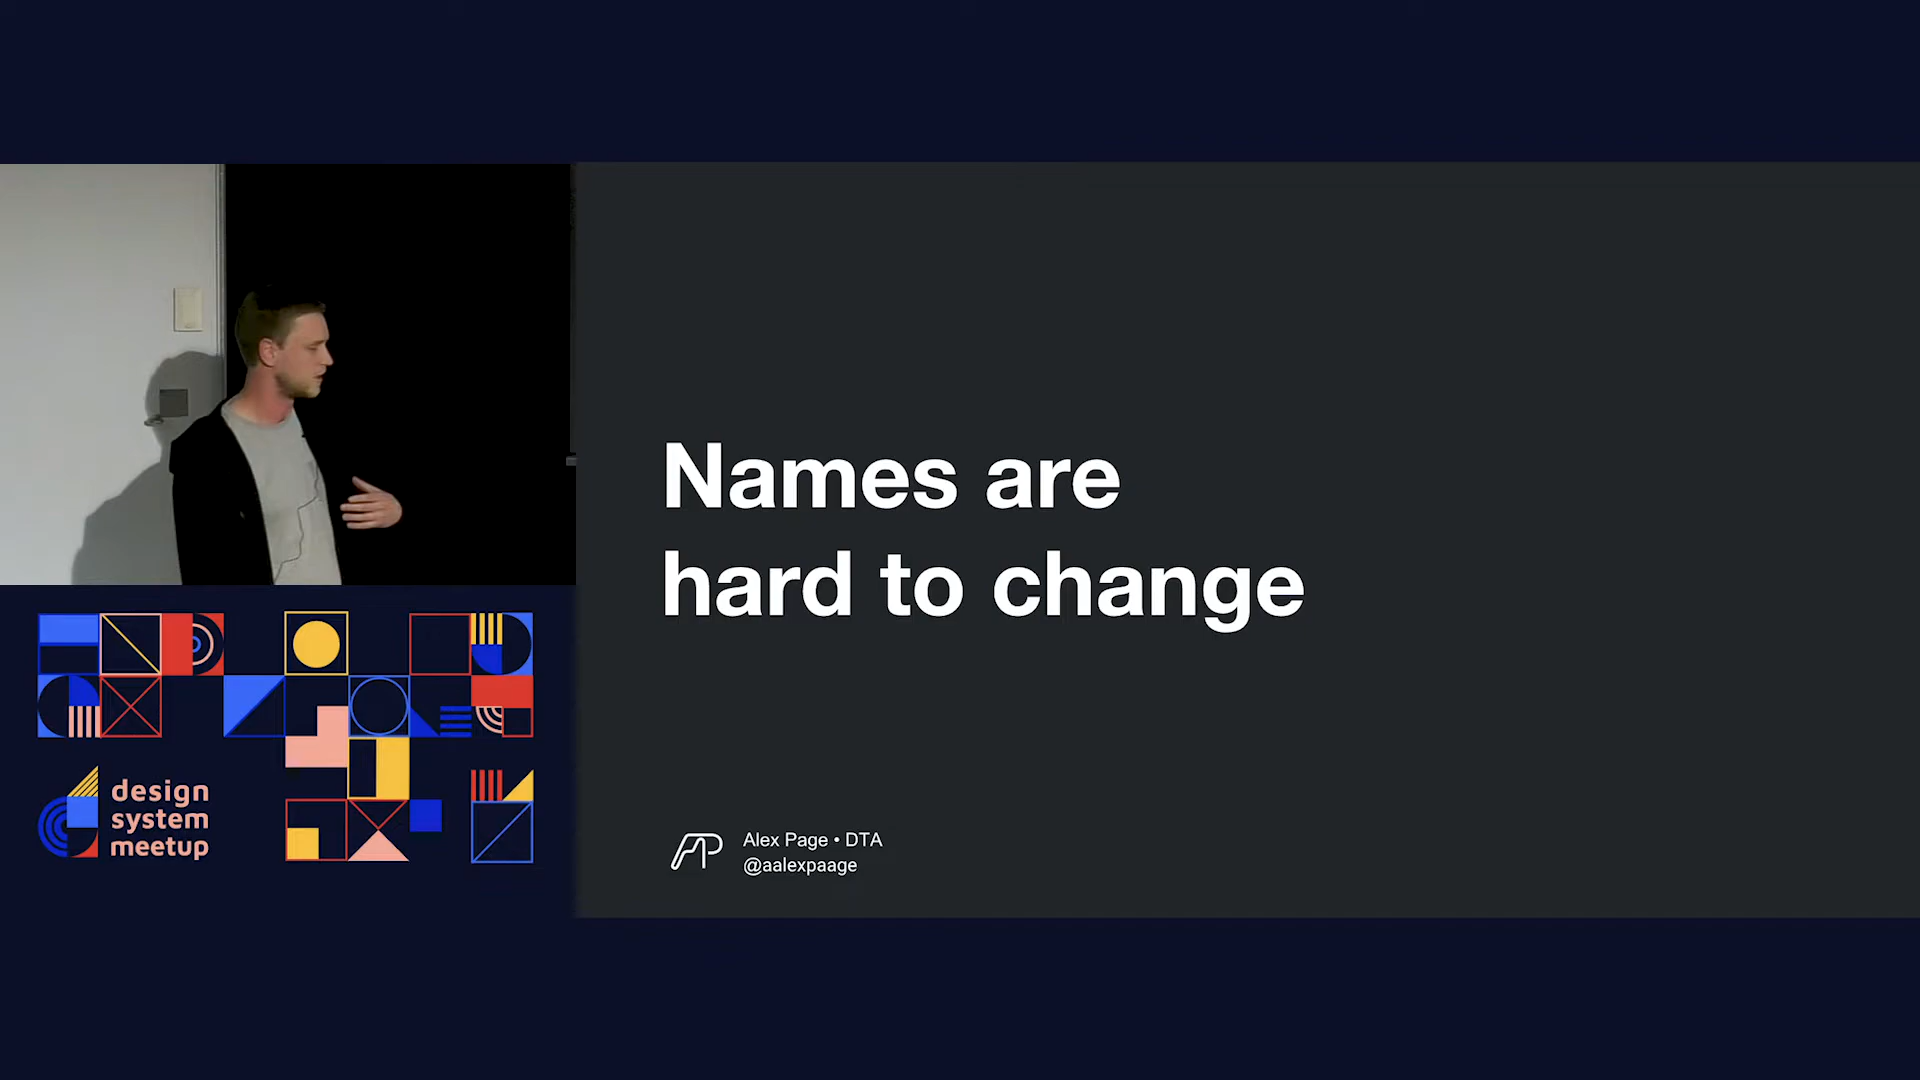 Names are
hard to change
Alex Page • DTA
@aalexpaage
design
system
meetup